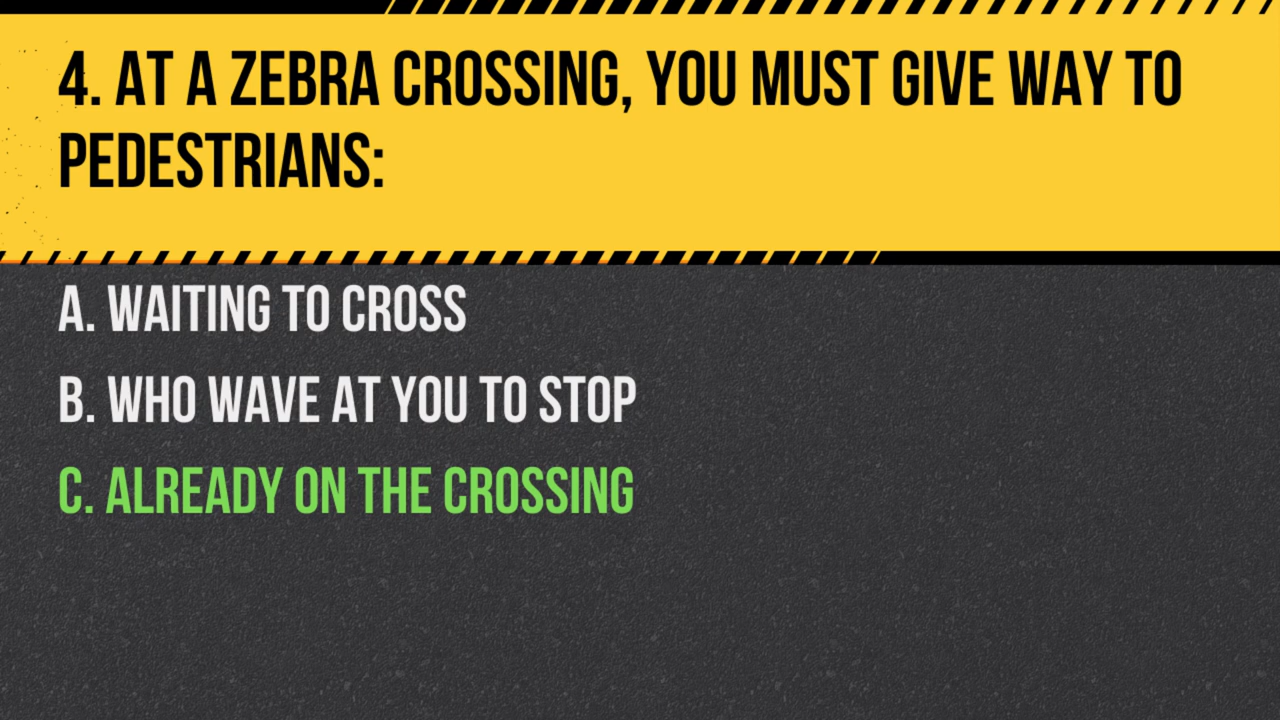 4. AT A ZEBRA CROSSING, YOU MUST GIVE WAY TO
PEDESTRIANS:
A. WAITING TO CROSS
B. WHO WAVE AT YOU TO STOP
C. ALREADY ON THE CROSSING